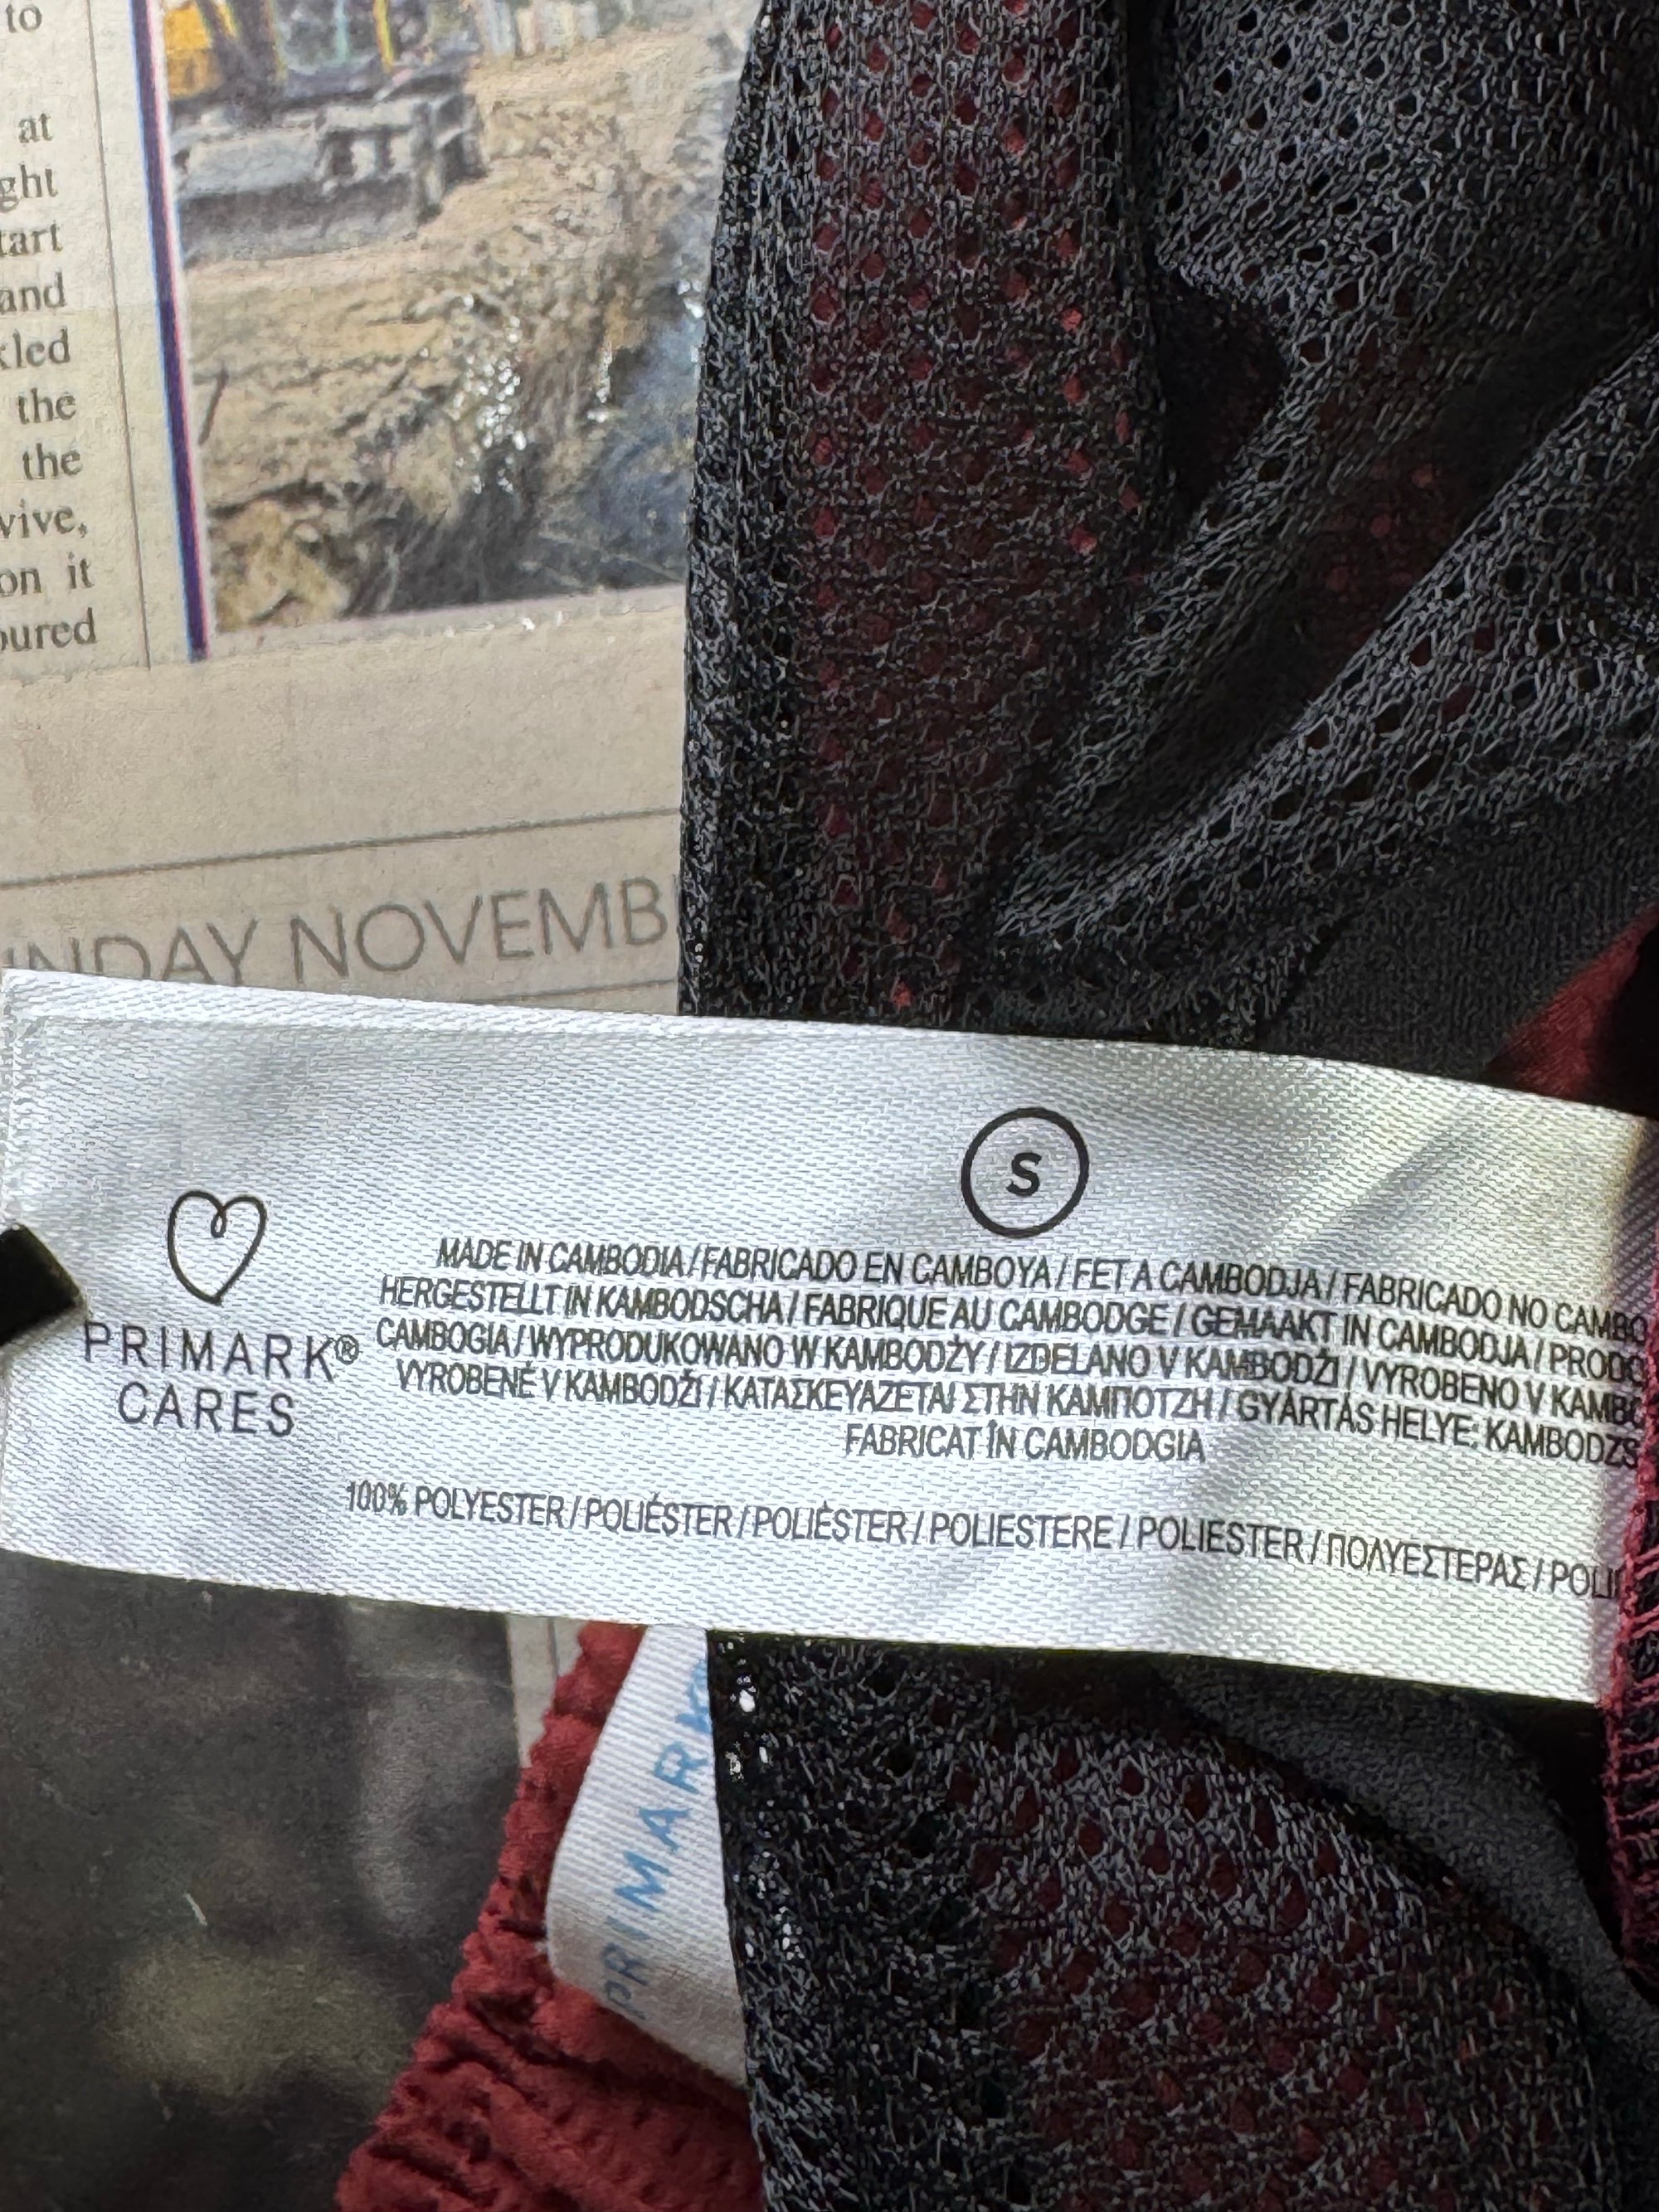 to
at
ght
tart
and
the
the
vive,
on it
oured
NDAY NOVEMB
S
PRIMARK®
CARES
MADE IN CAMBODIA / FABRICADO EN CAMBOYA / FET A CAMBODJA / FABRICADO NO CAMBO
HERGESTELLT IN KAMBODSCHA / FABRIQUE AU CAMBODGE / GEMAAKT IN CAMBODJA / PRODO
CAMBOGIA / WYPRODUKOWANO W KAMBODŻY / IZDELANO V KAMBODŽI / VYROBENO V KAMBO
VYROBENÉ V KAMBODŽI / ΚΑΤΑΣΚΕΥΑΖΕΤΑΙ ΣΤΗΝ ΚΑΜΠΟΤΖΗ / GYÁRTÁS HELYE: KAMBODZS
FABRICAT ÎN CAMBODGIA
100% POLYESTER / POLIÉSTER / POLIÈSTER / POLIESTERE / POLIESTER / ΠΟΛΥΕΣΤΕΡΑΣ / POLI
PRIMARK